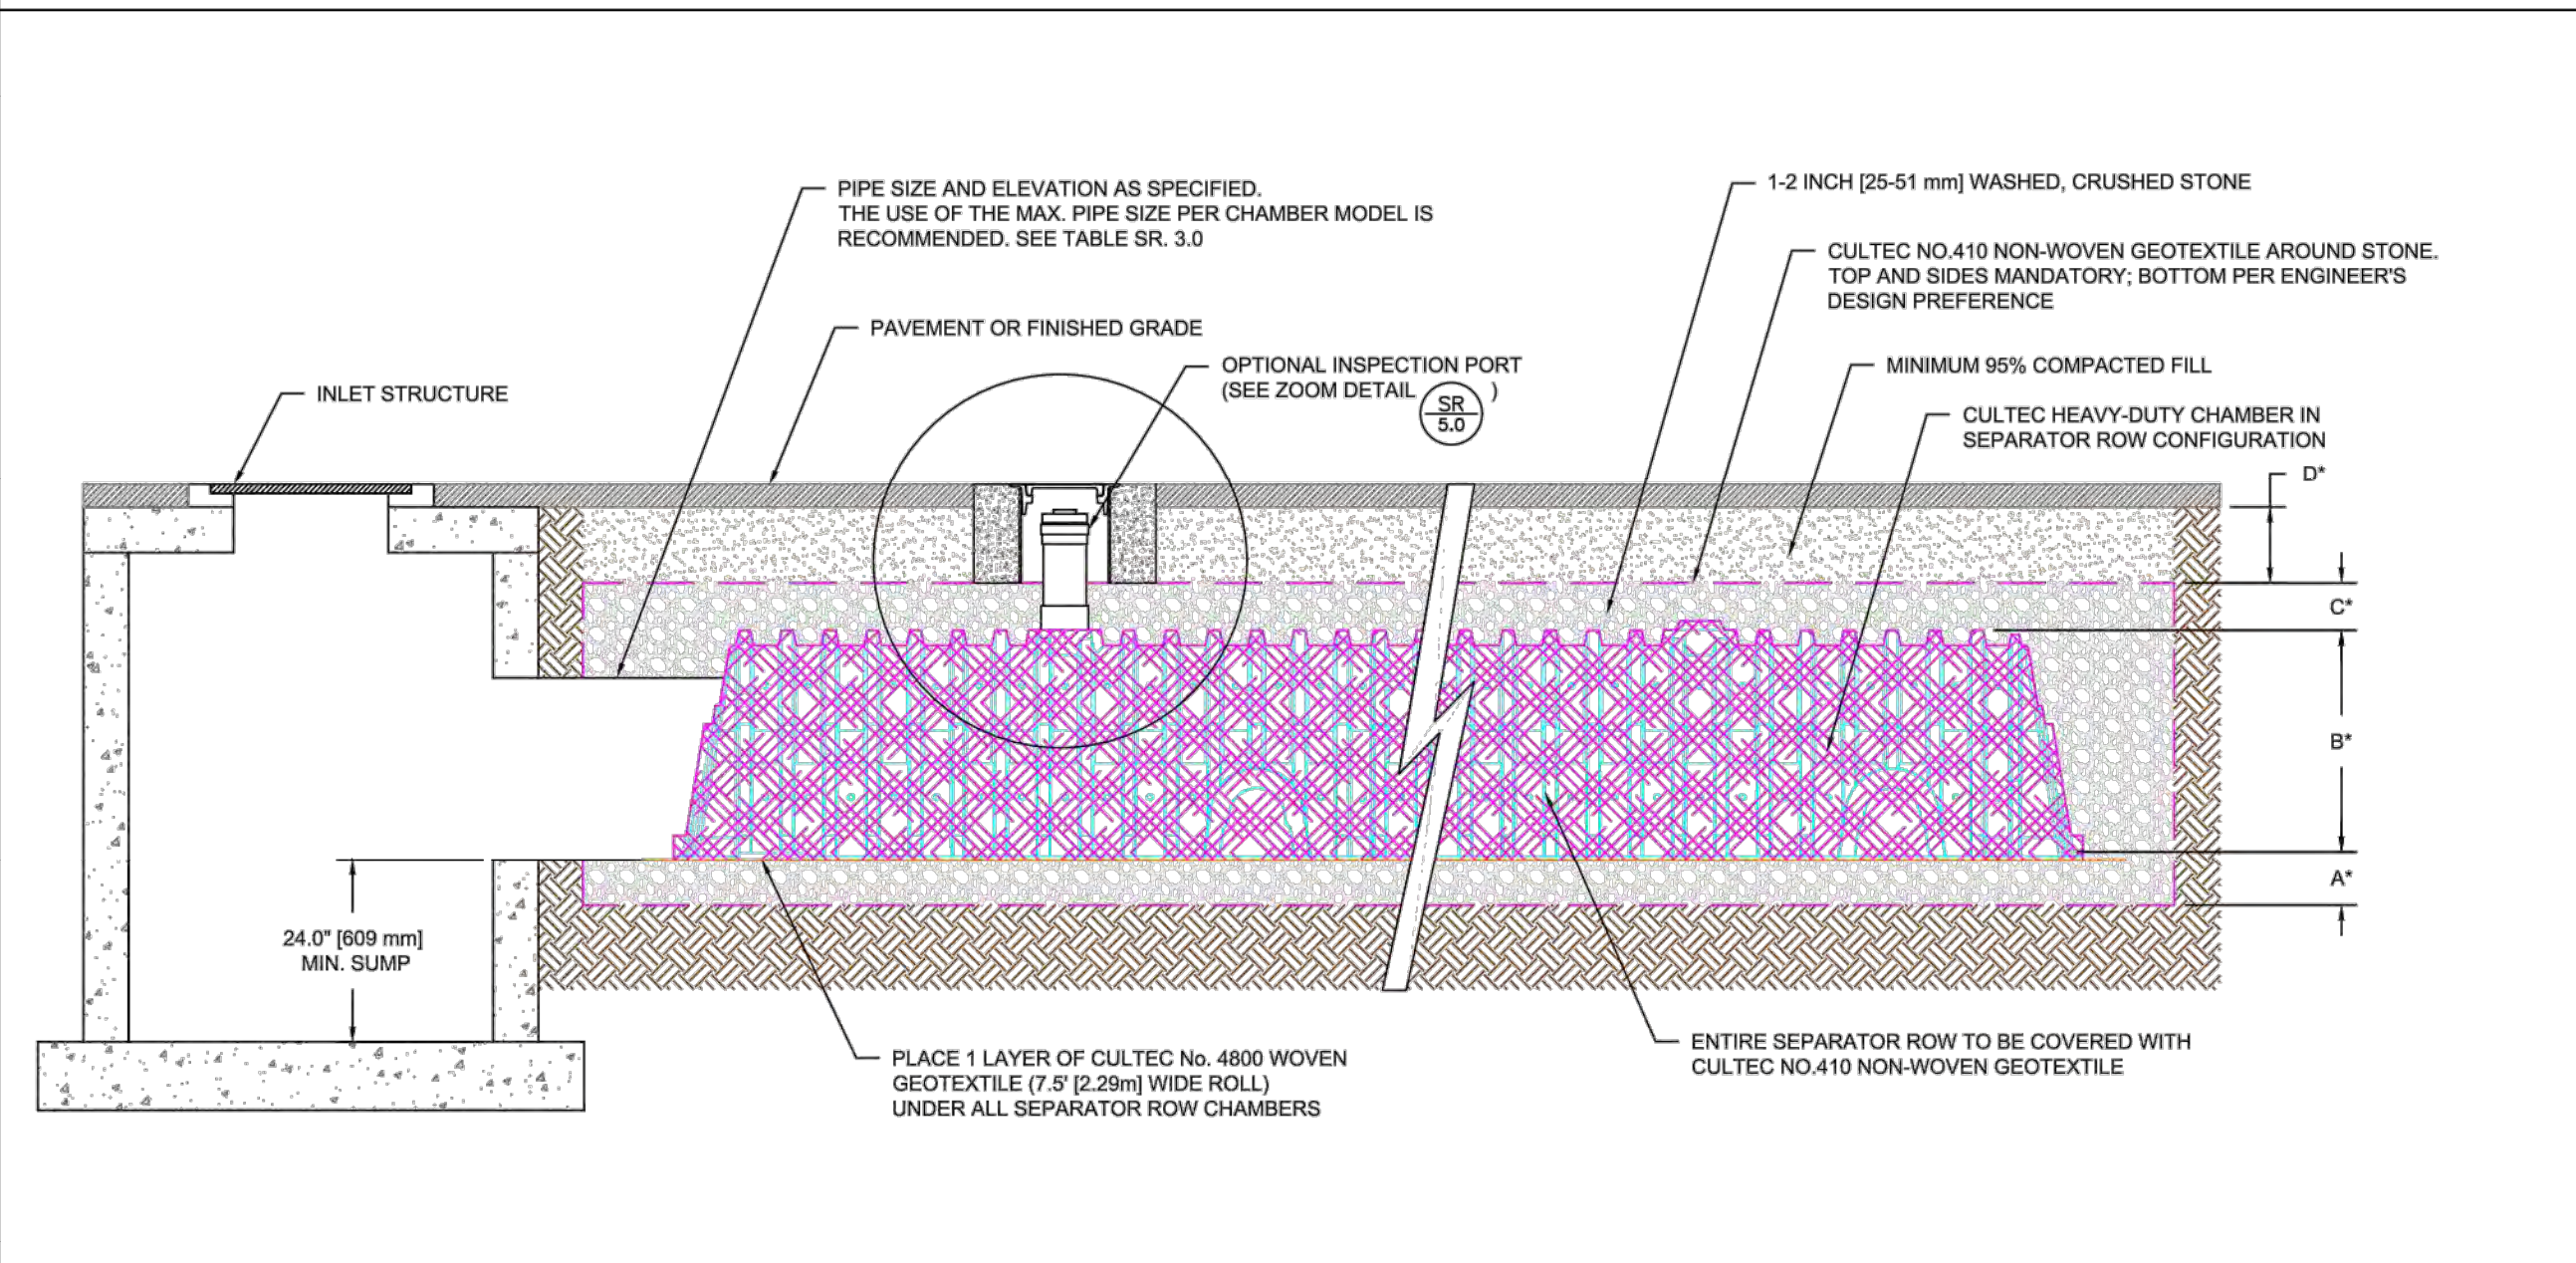 PIPE SIZE AND ELEVATION AS SPECIFIED.
THE USE OF THE MAX. PIPE SIZE PER CHAMBER MODEL IS
RECOMMENDED. SEE TABLE SR. 3.0
1-2 INCH [25-51 mm] WASHED, CRUSHED STONE
CULTEC NO.410 NON-WOVEN GEOTEXTILE AROUND STONE.
TOP AND SIDES MANDATORY; BOTTOM PER ENGINEER'S
DESIGN PREFERENCE
PAVEMENT OR FINISHED GRADE
OPTIONAL INSPECTION PORT
(SEE ZOOM DETAIL SR 5.0 )
MINIMUM 95% COMPACTED FILL
INLET STRUCTURE
CULTEC HEAVY-DUTY CHAMBER IN
SEPARATOR ROW CONFIGURATION
D*
C*
B*
A*
24.0" [609 mm]
MIN. SUMP
PLACE 1 LAYER OF CULTEC No. 4800 WOVEN
GEOTEXTILE (7.5' [2.29m] WIDE ROLL)
UNDER ALL SEPARATOR ROW CHAMBERS
ENTIRE SEPARATOR ROW TO BE COVERED WITH
CULTEC NO.410 NON-WOVEN GEOTEXTILE